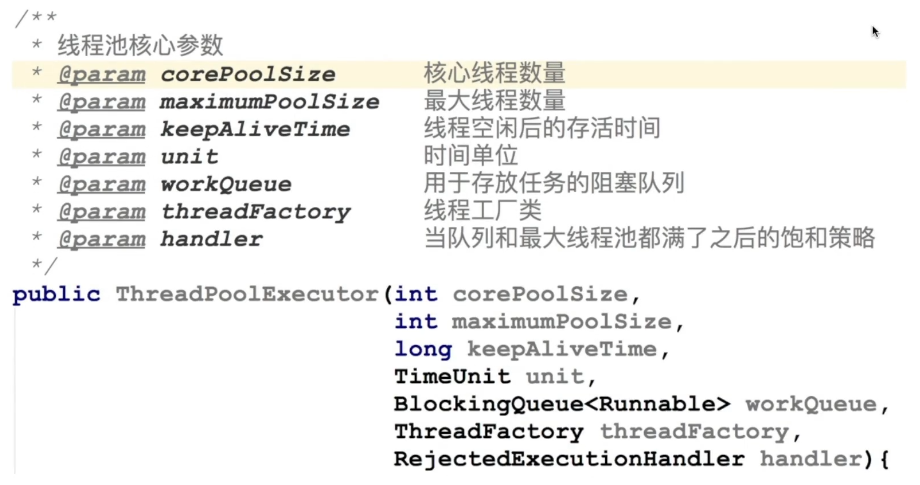 /**
* 线程池核心参数
* @param corePoolSize 核心线程数量
* @param maximumPoolSize 最大线程数量
* @param keepAliveTime 线程空闲后的存活时间
* @param unit 时间单位
* @param workQueue 用于存放任务的阻塞队列
* @param threadFactory 线程工厂类
* @param handler 当队列和最大线程池都满了之后的饱和策略
*/
public ThreadPoolExecutor(int corePoolSize,
int maximumPoolSize,
long keepAliveTime,
TimeUnit unit,
BlockingQueue<Runnable> workQueue,
ThreadFactory threadFactory,
RejectedExecutionHandler handler){